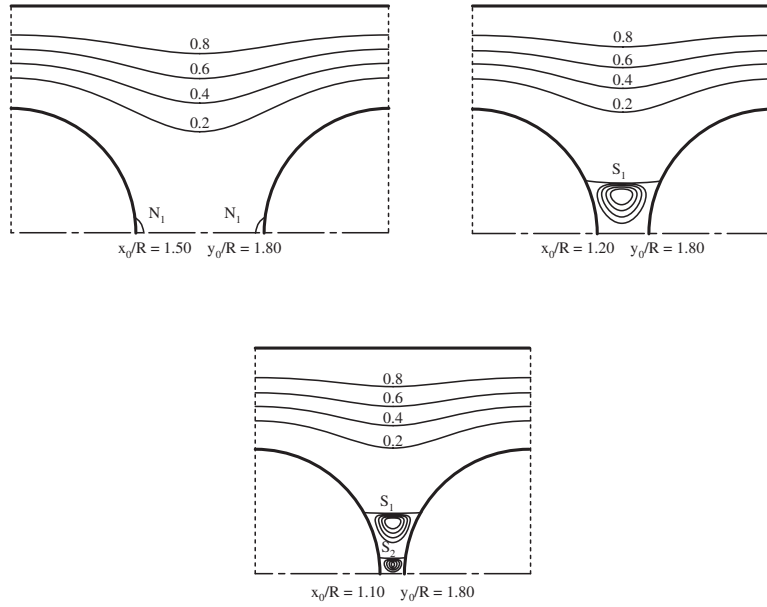 0.8
0.6
0.4
0.2
N₁ N₁
x₀/R = 1.50 y₀/R = 1.80
0.8
0.6
0.4
0.2
S₁
x₀/R = 1.20 y₀/R = 1.80
0.8
0.6
0.4
0.2
S₁
S₂
x₀/R = 1.10 y₀/R = 1.80